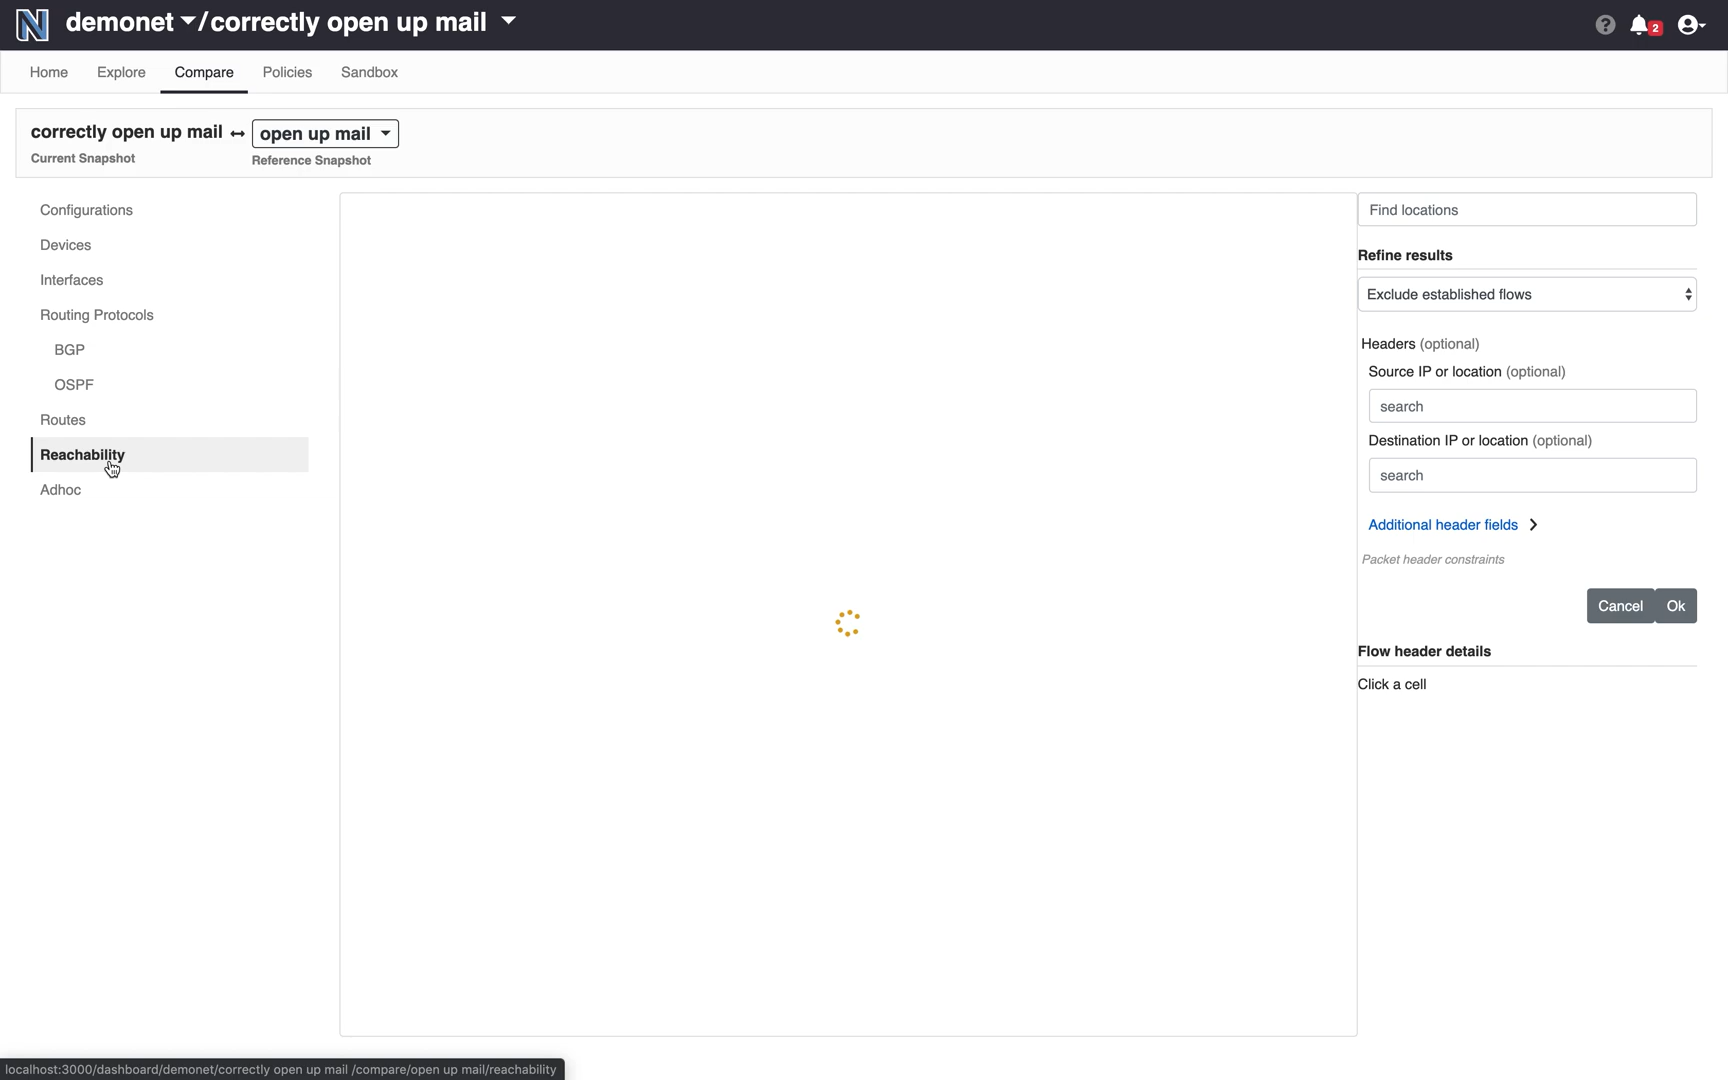 demonet /correctly open up mail
2
Home Explore Compare Policies Sandbox
correctly open up mail ↔ open up mail
Current Snapshot Reference Snapshot
Configurations
Devices
Interfaces
Routing Protocols
BGP
OSPF
Routes
Reachability
Adhoc
Find locations
Refine results
Exclude established flows
Headers (optional)
Source IP or location (optional)
search
Destination IP or location (optional)
search
Additional header fields
Packet header constraints
Cancel Ok
Flow header details
Click a cell
localhost:3000/dashboard/demonet/correctly open up mail /compare/open up mail/reachability